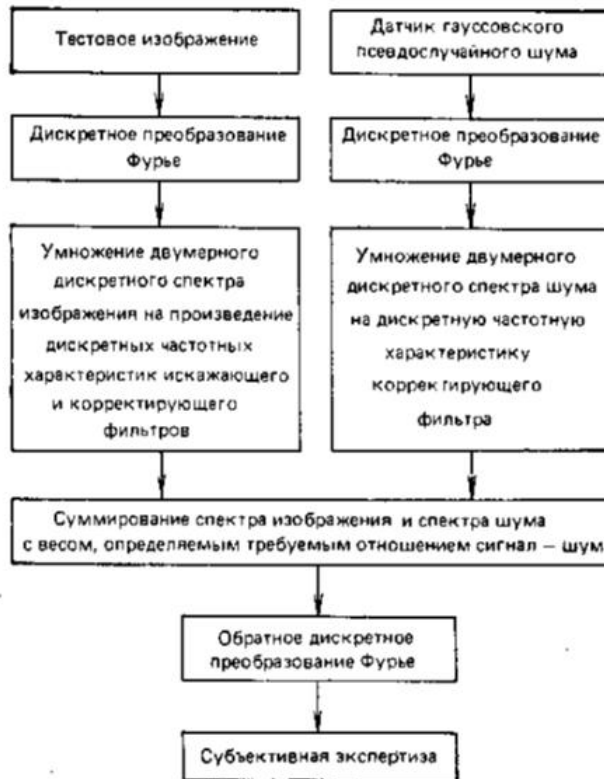 Тестовое изображение
Датчик гауссовского
псевдослучайного шума
Дискретное преобразование
Фурье
Дискретное преобразование
Фурье
Умножение двумерного
дискретного спектра
изображения на произведение
дискретных частотных
характеристик искажающего
и корректирующего
фильтров
Умножение двумерного
дискретного спектра шума
на дискретную частотную
характеристику
корректирующего
фильтра
Суммирование спектра изображения и спектра шума
с весом, определяемым требуемым отношением сигнал — шум
Обратное дискретное
преобразование Фурье
Субъективная экспертиза